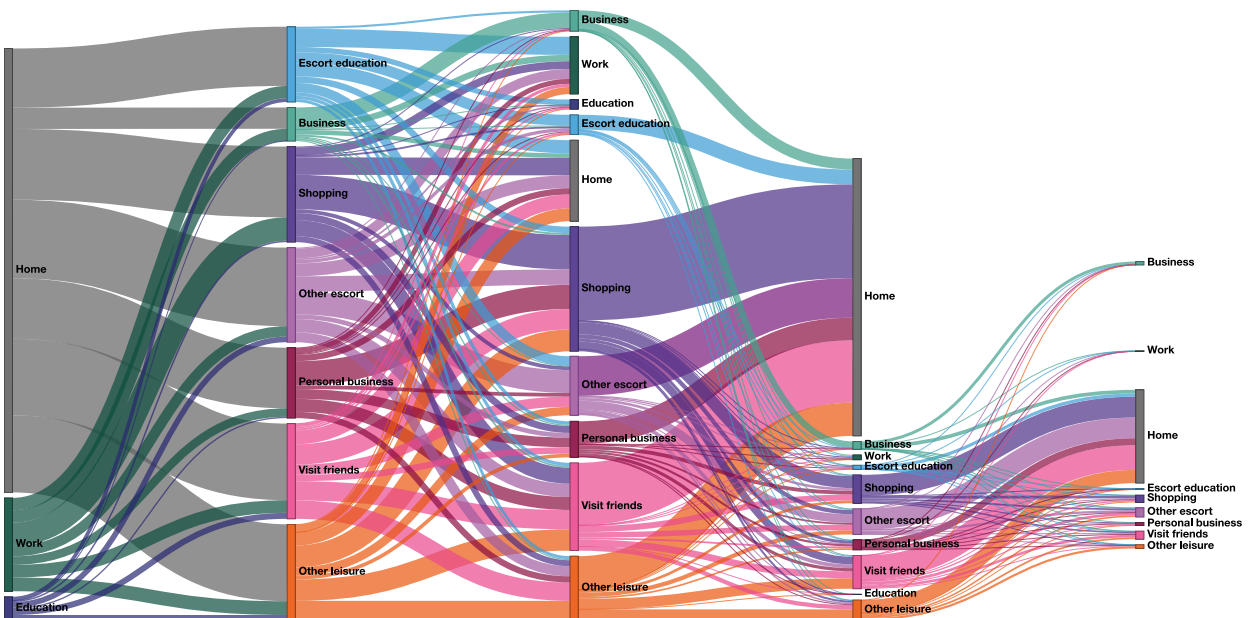 Home
Work
Education
Escort education
Business
Shopping
Other escort
Personal business
Visit friends
Other leisure
Business
Work
Education
Escort education
Home
Shopping
Other escort
Personal business
Visit friends
Other leisure
Home
Business
Work
Escort education
Shopping
Other escort
Personal business
Visit friends
Education
Other leisure
Business
Work
Home
Escort education
Shopping
Other escort
Personal business
Visit friends
Other leisure